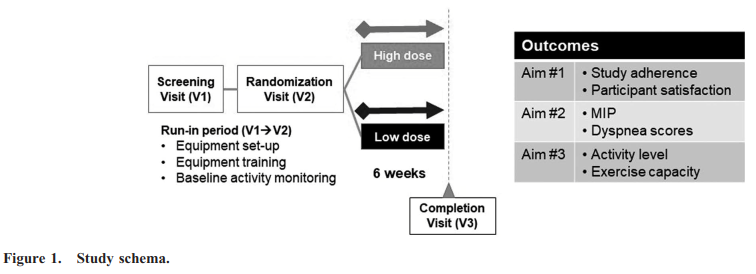 Screening
Visit (V1)
Randomization
Visit (V2)
High dose
Low dose
Run-in period (V1→V2)
• Equipment set-up
• Equipment training
• Baseline activity monitoring
6 weeks
Completion
Visit (V3)
Outcomes
Aim #1 • Study adherence
• Participant satisfaction
Aim #2 • MIP
• Dyspnea scores
Aim #3 • Activity level
• Exercise capacity
Figure 1. Study schema.